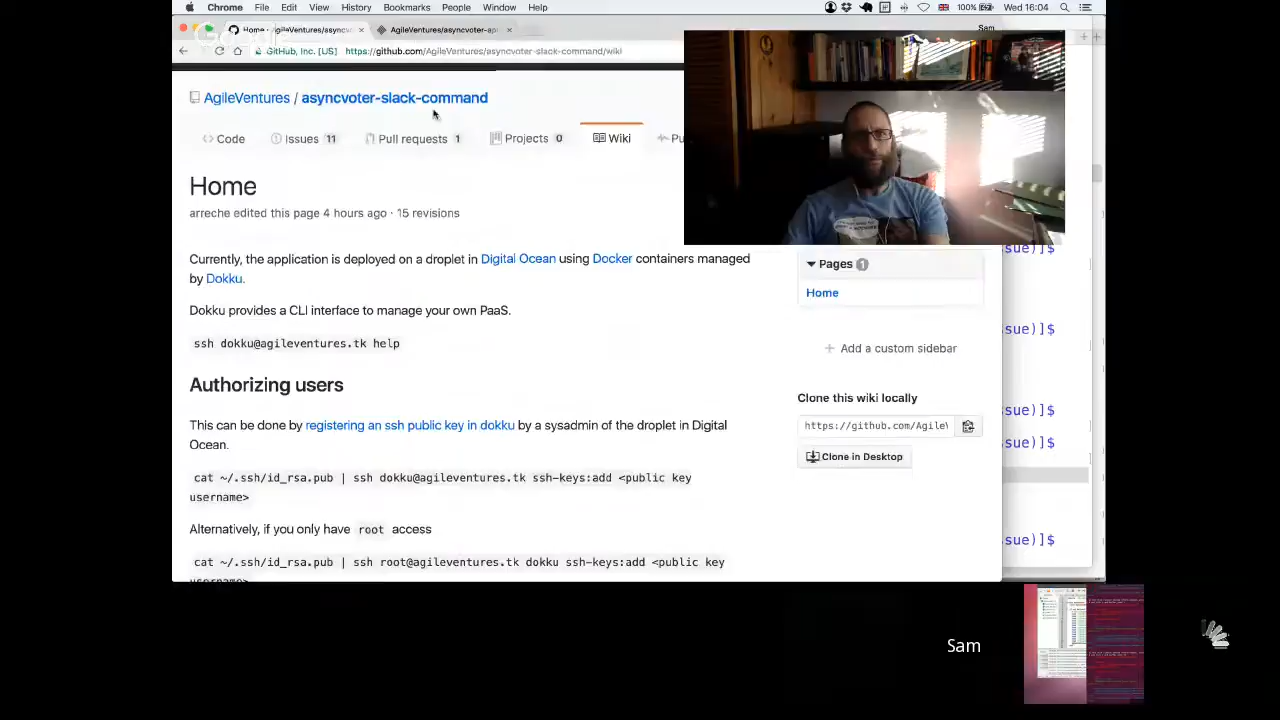 Chrome File Edit View History Bookmarks People Window Help 100% Wed 16:04
Home · AgileVentures/asyncv × AgileVentures/asyncvoter-api × Sam
GitHub, Inc. [US] https://github.com/AgileVentures/asyncvoter-slack-command/wiki
AgileVentures / asyncvoter-slack-command
Code Issues 11 Pull requests 1 Projects 0 Wiki Pu
Home
arreche edited this page 4 hours ago · 15 revisions
Currently, the application is deployed on a droplet in Digital Ocean using Docker containers managed
by Dokku.
Dokku provides a CLI interface to manage your own PaaS.
ssh dokku@agileventures.tk help
Authorizing users
This can be done by registering an ssh public key in dokku by a sysadmin of the droplet in Digital
Ocean.
cat ~/.ssh/id_rsa.pub | ssh dokku@agileventures.tk ssh-keys:add <public key
username>
Alternatively, if you only have root access
cat ~/.ssh/id_rsa.pub | ssh root@agileventures.tk dokku ssh-keys:add <public key
username>
Pages 1
Home
+ Add a custom sidebar
Clone this wiki locally
https://github.com/Agile
Clone in Desktop
ssue)]$
sue)]$
sue)]$
sue)]$
sue)]$
Sam